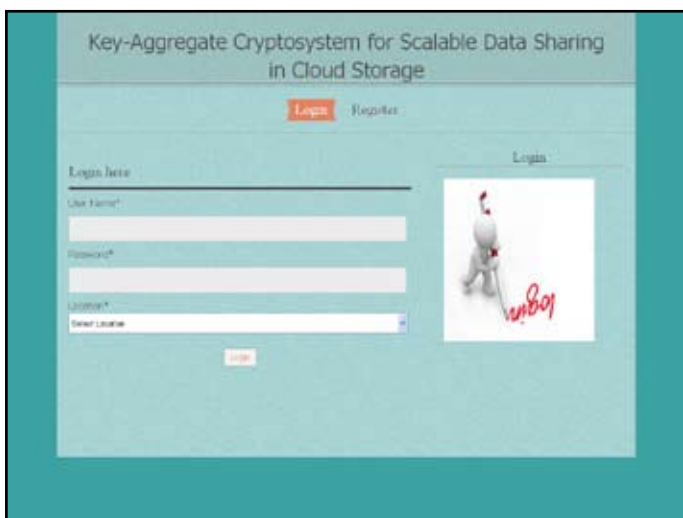 Key-Aggregate Cryptosystem for Scalable Data Sharing
in Cloud Storage
Login Register
Login
Login here
User Name*
Password*
Location*
Select Location
Login
login